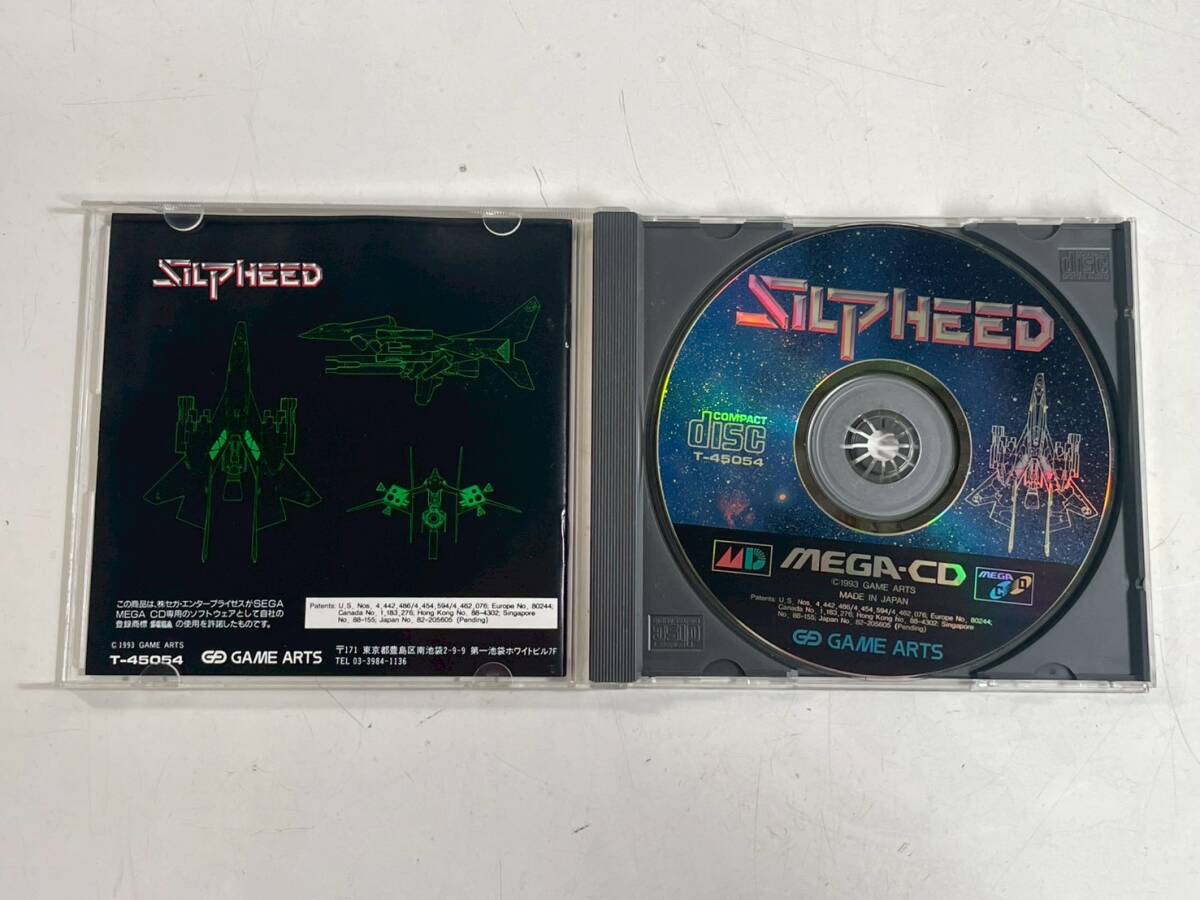 SILPHEED
この商品は、株セガ・エンタープライゼスがSEGA
MEGA CD専用のソフトウェアとして自社の
登録商標 SEGA の使用を許諾したものです。
Patents: U.S. Nos. 4,442,486/4,454,594/4,462,076; Europe No. 80244;
Canada No. 1,183,276; Hong Kong No. 88-4302; Singapore
No. 88-155; Japan No. 82-205605 (Pending)
©1993 GAME ARTS
T-45054
GAME ARTS
〒171 東京都豊島区南池袋2-9-9 第一池袋ホワイトビル7F
TEL 03-3984-1136
SILPHEED
COMPACT
disc
T-45054
MD
MEGA-CD
MEGA
CD
©1993 GAME ARTS
MADE IN JAPAN
Patents: U.S. Nos. 4,442,486/4,454,594/4,462,076; Europe No. 80244;
Canada No. 1,183,276; Hong Kong No. 88-4302; Singapore
No. 88-155; Japan No. 82-205605 (Pending)
GAME ARTS
disc
disc